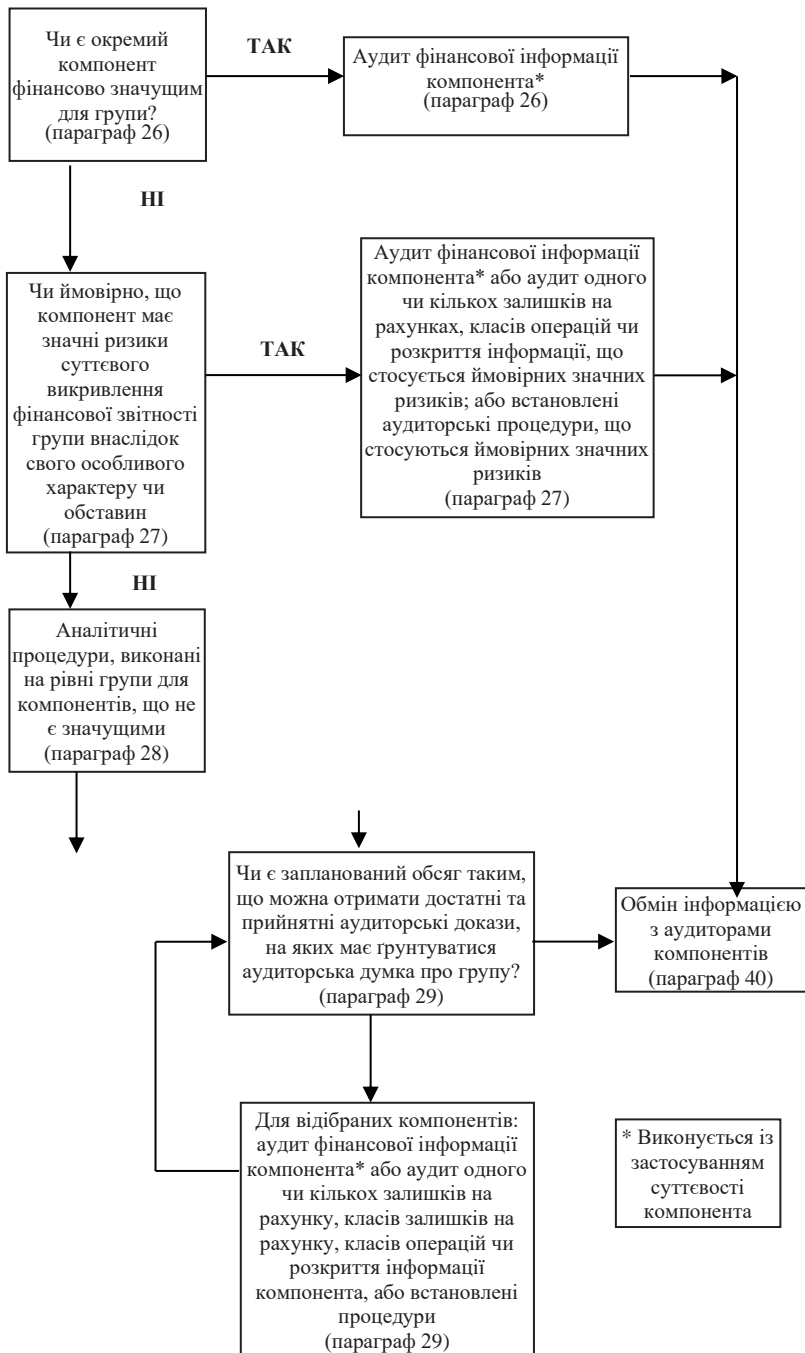 Чи є окремий
компонент
фінансово значущим
для групи?
(параграф 26)
ТАК
Аудит фінансової інформації
компонента*
(параграф 26)
НІ
Чи ймовірно, що
компонент має
значні ризики
суттєвого
викривлення
фінансової звітності
групи внаслідок
свого особливого
характеру чи
обставин
(параграф 27)
ТАК
Аудит фінансової інформації
компонента* або аудит одного
чи кількох залишків на
рахунках, класів операцій чи
розкриття інформації, що
стосується ймовірних значних
ризиків; або встановлені
аудиторські процедури, що
стосуються ймовірних значних
ризиків
(параграф 27)
НІ
Аналітичні
процедури, виконані
на рівні групи для
компонентів, що не
є значущими
(параграф 28)
Чи є запланований обсяг таким,
що можна отримати достатні та
прийнятні аудиторські докази,
на яких має ґрунтуватися
аудиторська думка про групу?
(параграф 29)
Обмін інформацією
з аудиторами
компонентів
(параграф 40)
Для відібраних компонентів:
аудит фінансової інформації
компонента* або аудит одного
чи кількох залишків на
рахунку, класів залишків на
рахунку, класів операцій чи
розкриття інформації
компонента, або встановлені
процедури
(параграф 29)
* Виконується із
застосуванням
суттєвості
компонента